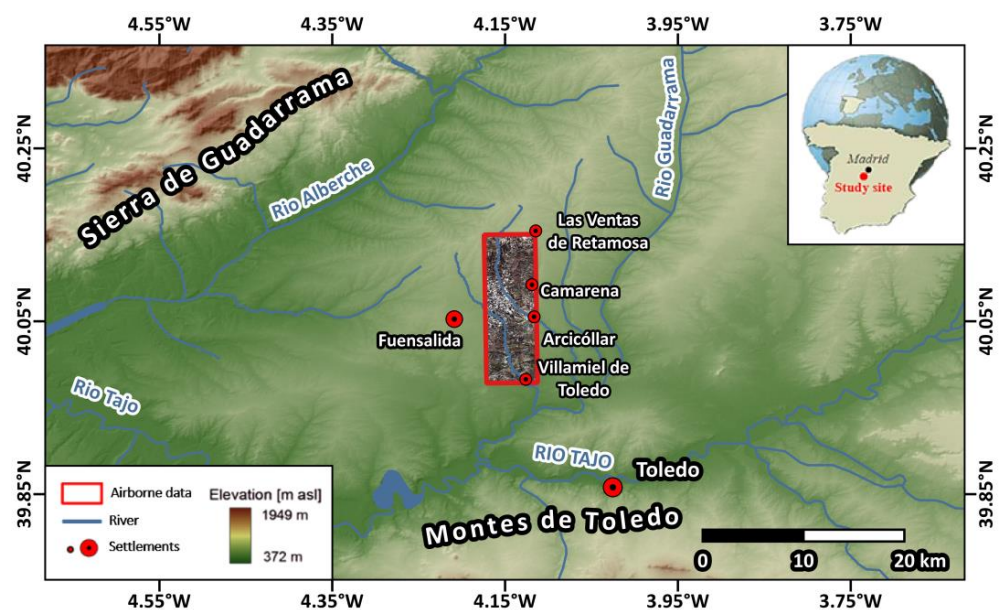 4.55°W
4.35°W
4.15°W
3.95°W
3.75°W
40.25°N
40.05°N
39.85°N
40.25°N
40.05°N
39.85°N
Sierra de Guadarrama
Rio Alberche
Rio Guadarrama
Madrid
Study site
Las Ventas
de Retamosa
Camarena
Fuensalida
Arcicóllar
Villamiel de
Toledo
Rio Tajo
RIO TAJO
Toledo
Montes de Toledo
Airborne data
River
Settlements
Elevation [m asl]
1949 m
372 m
0
10
20 km
4.55°W
4.35°W
4.15°W
3.95°W
3.75°W